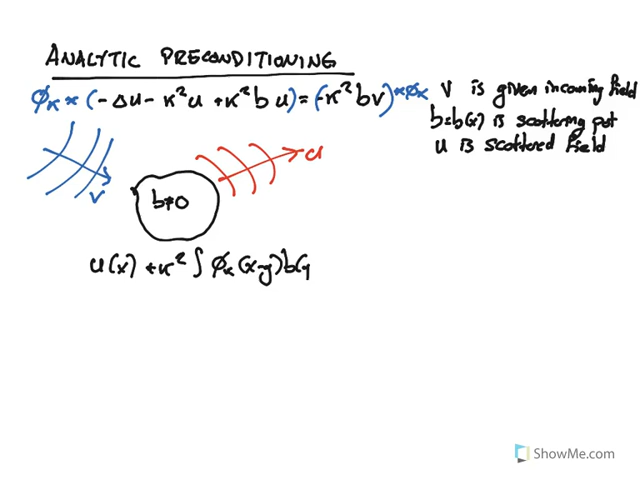 ANALYTIC PRECONDITIONING
ϕκ * (-Δu - κ²u + κ²b u) = (-κ²bv) * ϕκ
v is given incoming field
b=b(x) is scattering pot
u is scattered field
v
u
b≠0
u(x) + κ² ∫ ϕκ(x-y)b(y
ShowMe.com